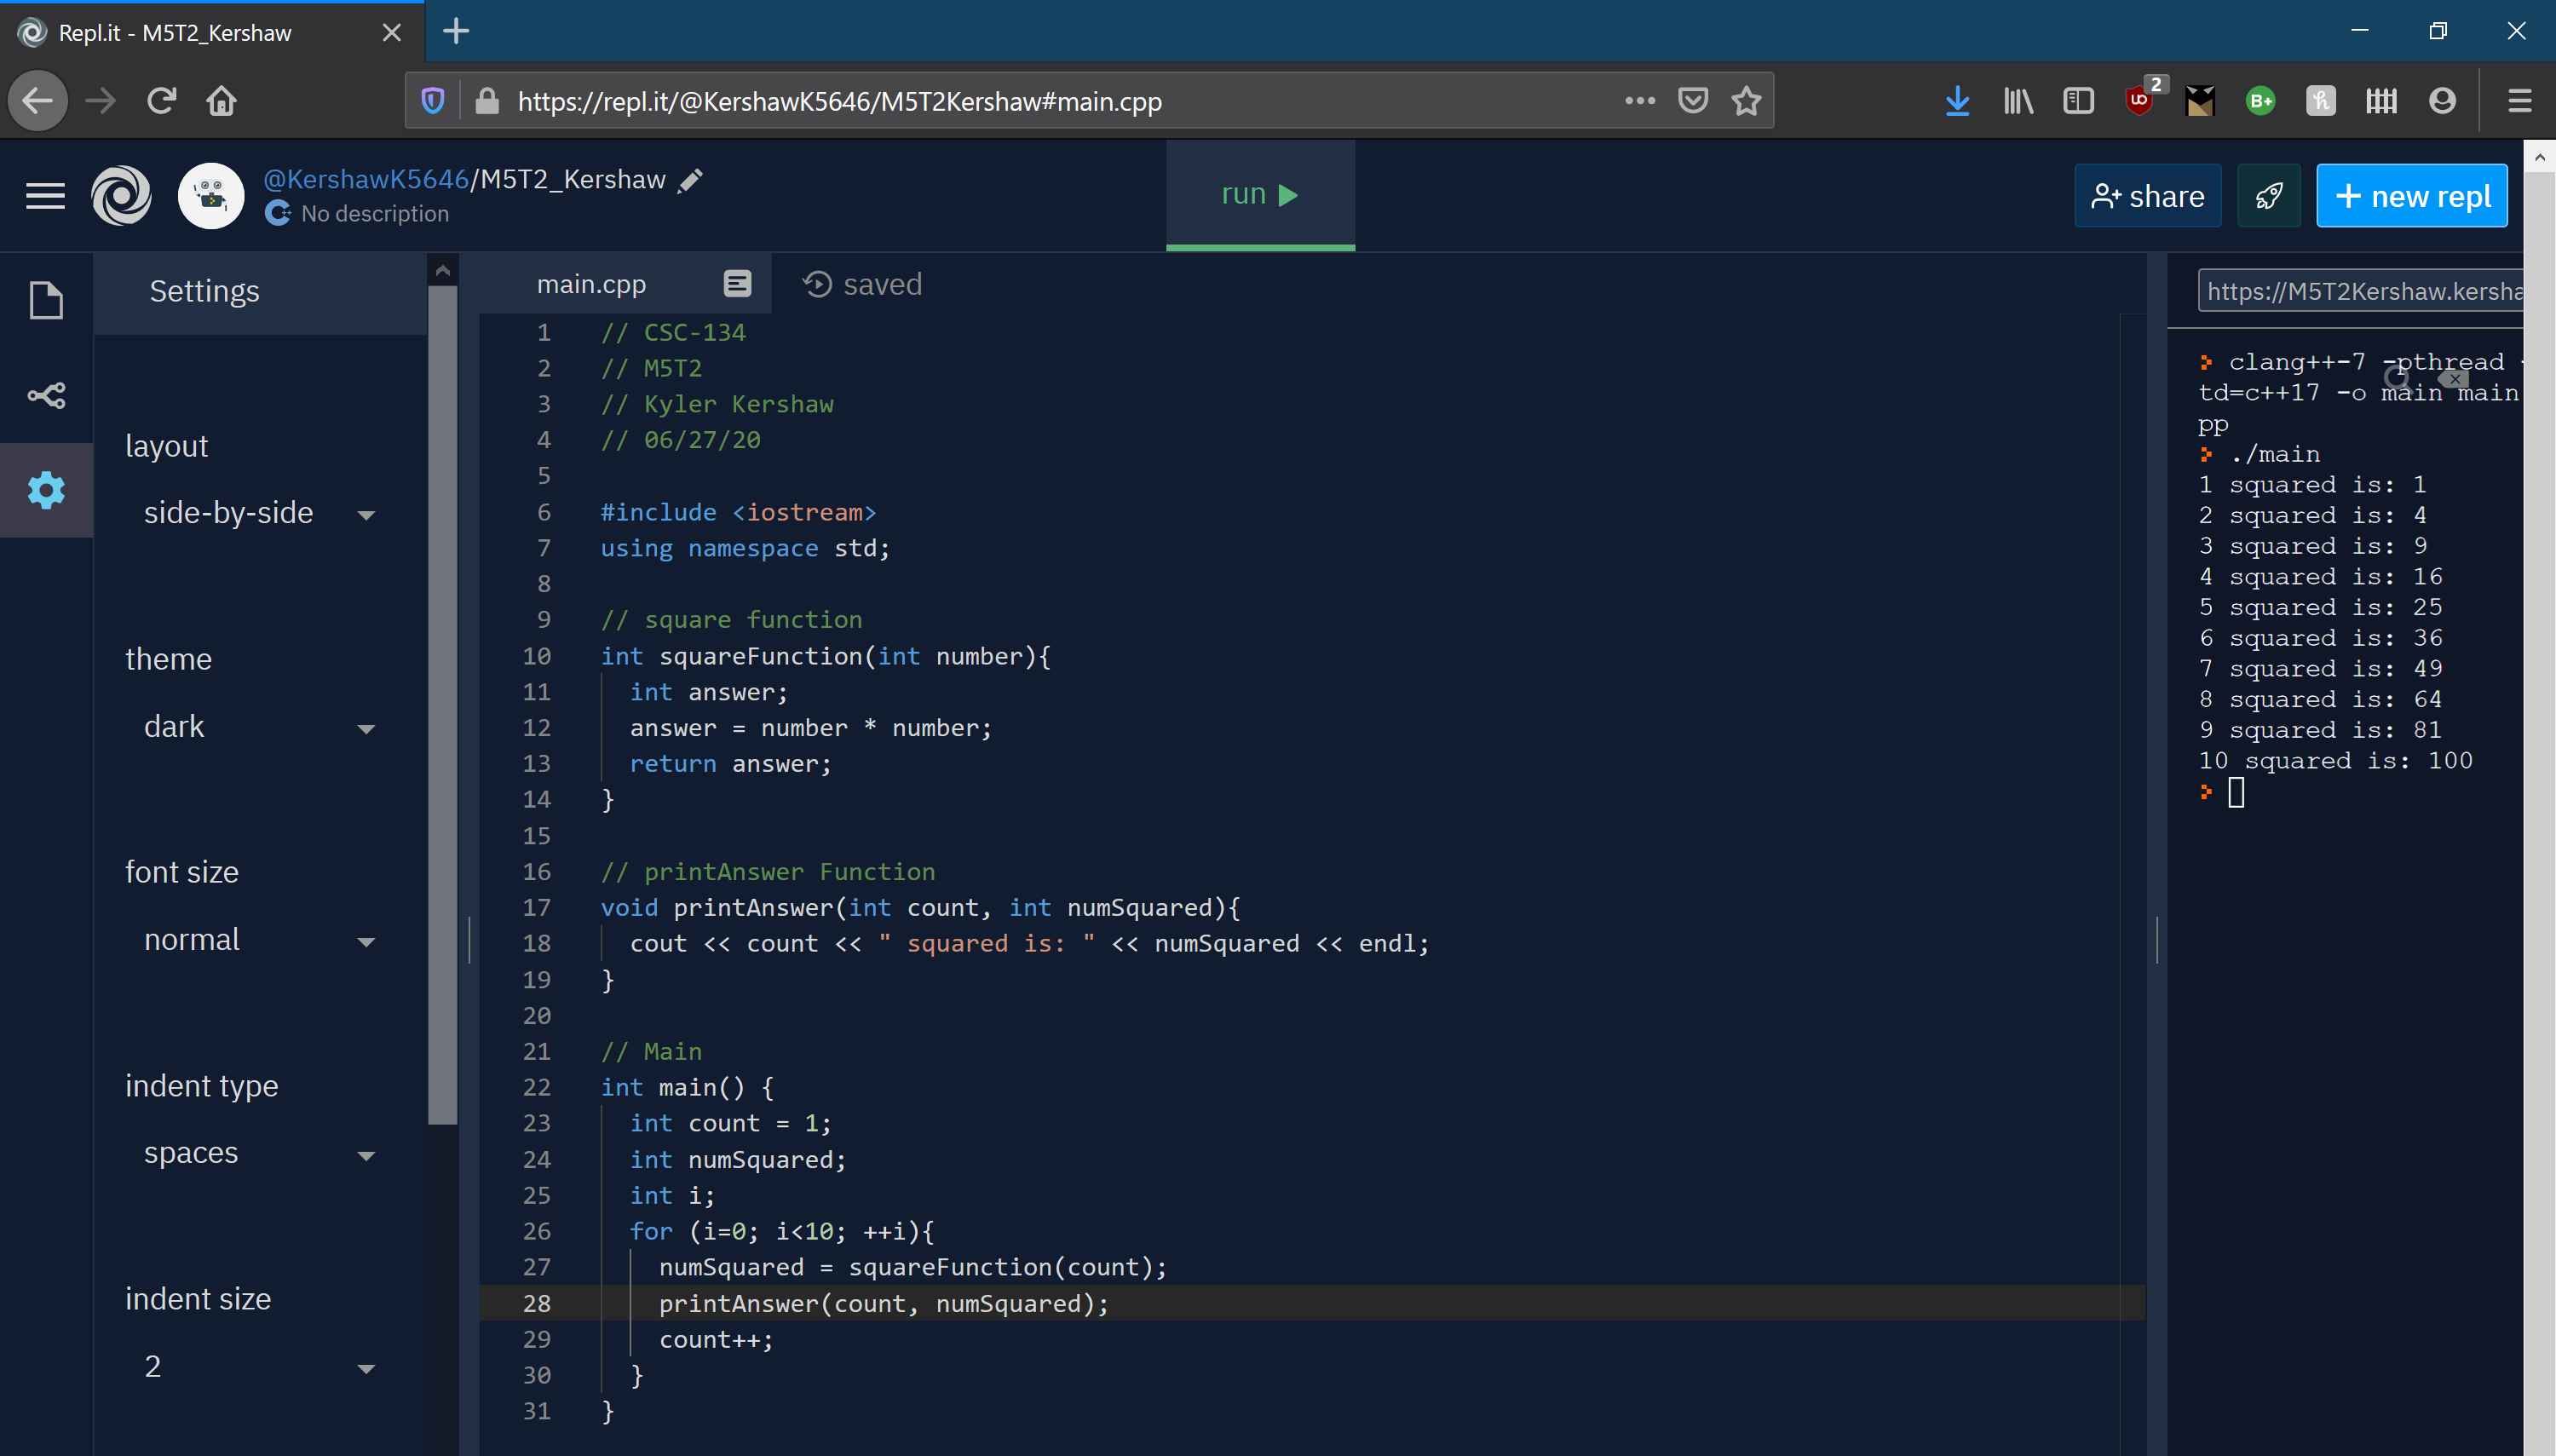 Repl.it - M5T2_Kershaw
https://repl.it/@KershawK5646/M5T2Kershaw#main.cpp
2
B+
@KershawK5646/M5T2_Kershaw
No description
run
share
+ new repl
Settings
layout
side-by-side
theme
dark
font size
normal
indent type
spaces
indent size
2
main.cpp
saved
1 // CSC-134
2 // M5T2
3 // Kyler Kershaw
4 // 06/27/20
5
6 #include <iostream>
7 using namespace std;
8
9 // square function
10 int squareFunction(int number){
11 int answer;
12 answer = number * number;
13 return answer;
14 }
15
16 // printAnswer Function
17 void printAnswer(int count, int numSquared){
18 cout << count << " squared is: " << numSquared << endl;
19 }
20
21 // Main
22 int main() {
23 int count = 1;
24 int numSquared;
25 int i;
26 for (i=0; i<10; ++i){
27 numSquared = squareFunction(count);
28 printAnswer(count, numSquared);
29 count++;
30 }
31 }
https://M5T2Kershaw.kersha
clang++-7 -pthread
td=c++17 -o main main
pp
./main
1 squared is: 1
2 squared is: 4
3 squared is: 9
4 squared is: 16
5 squared is: 25
6 squared is: 36
7 squared is: 49
8 squared is: 64
9 squared is: 81
10 squared is: 100